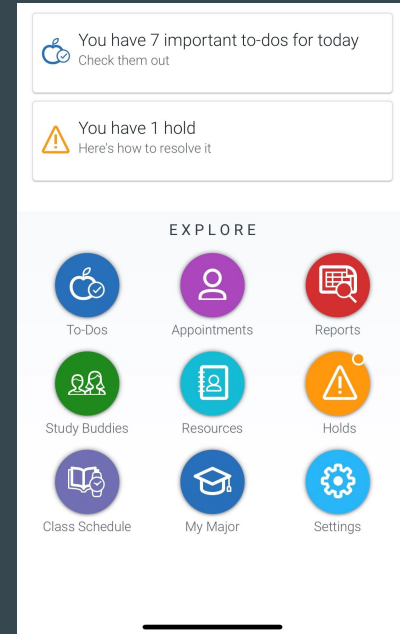 You have 7 important to-dos for today
Check them out
You have 1 hold
Here's how to resolve it
EXPLORE
To-Dos
Appointments
Reports
Study Buddies
Resources
Holds
Class Schedule
My Major
Settings